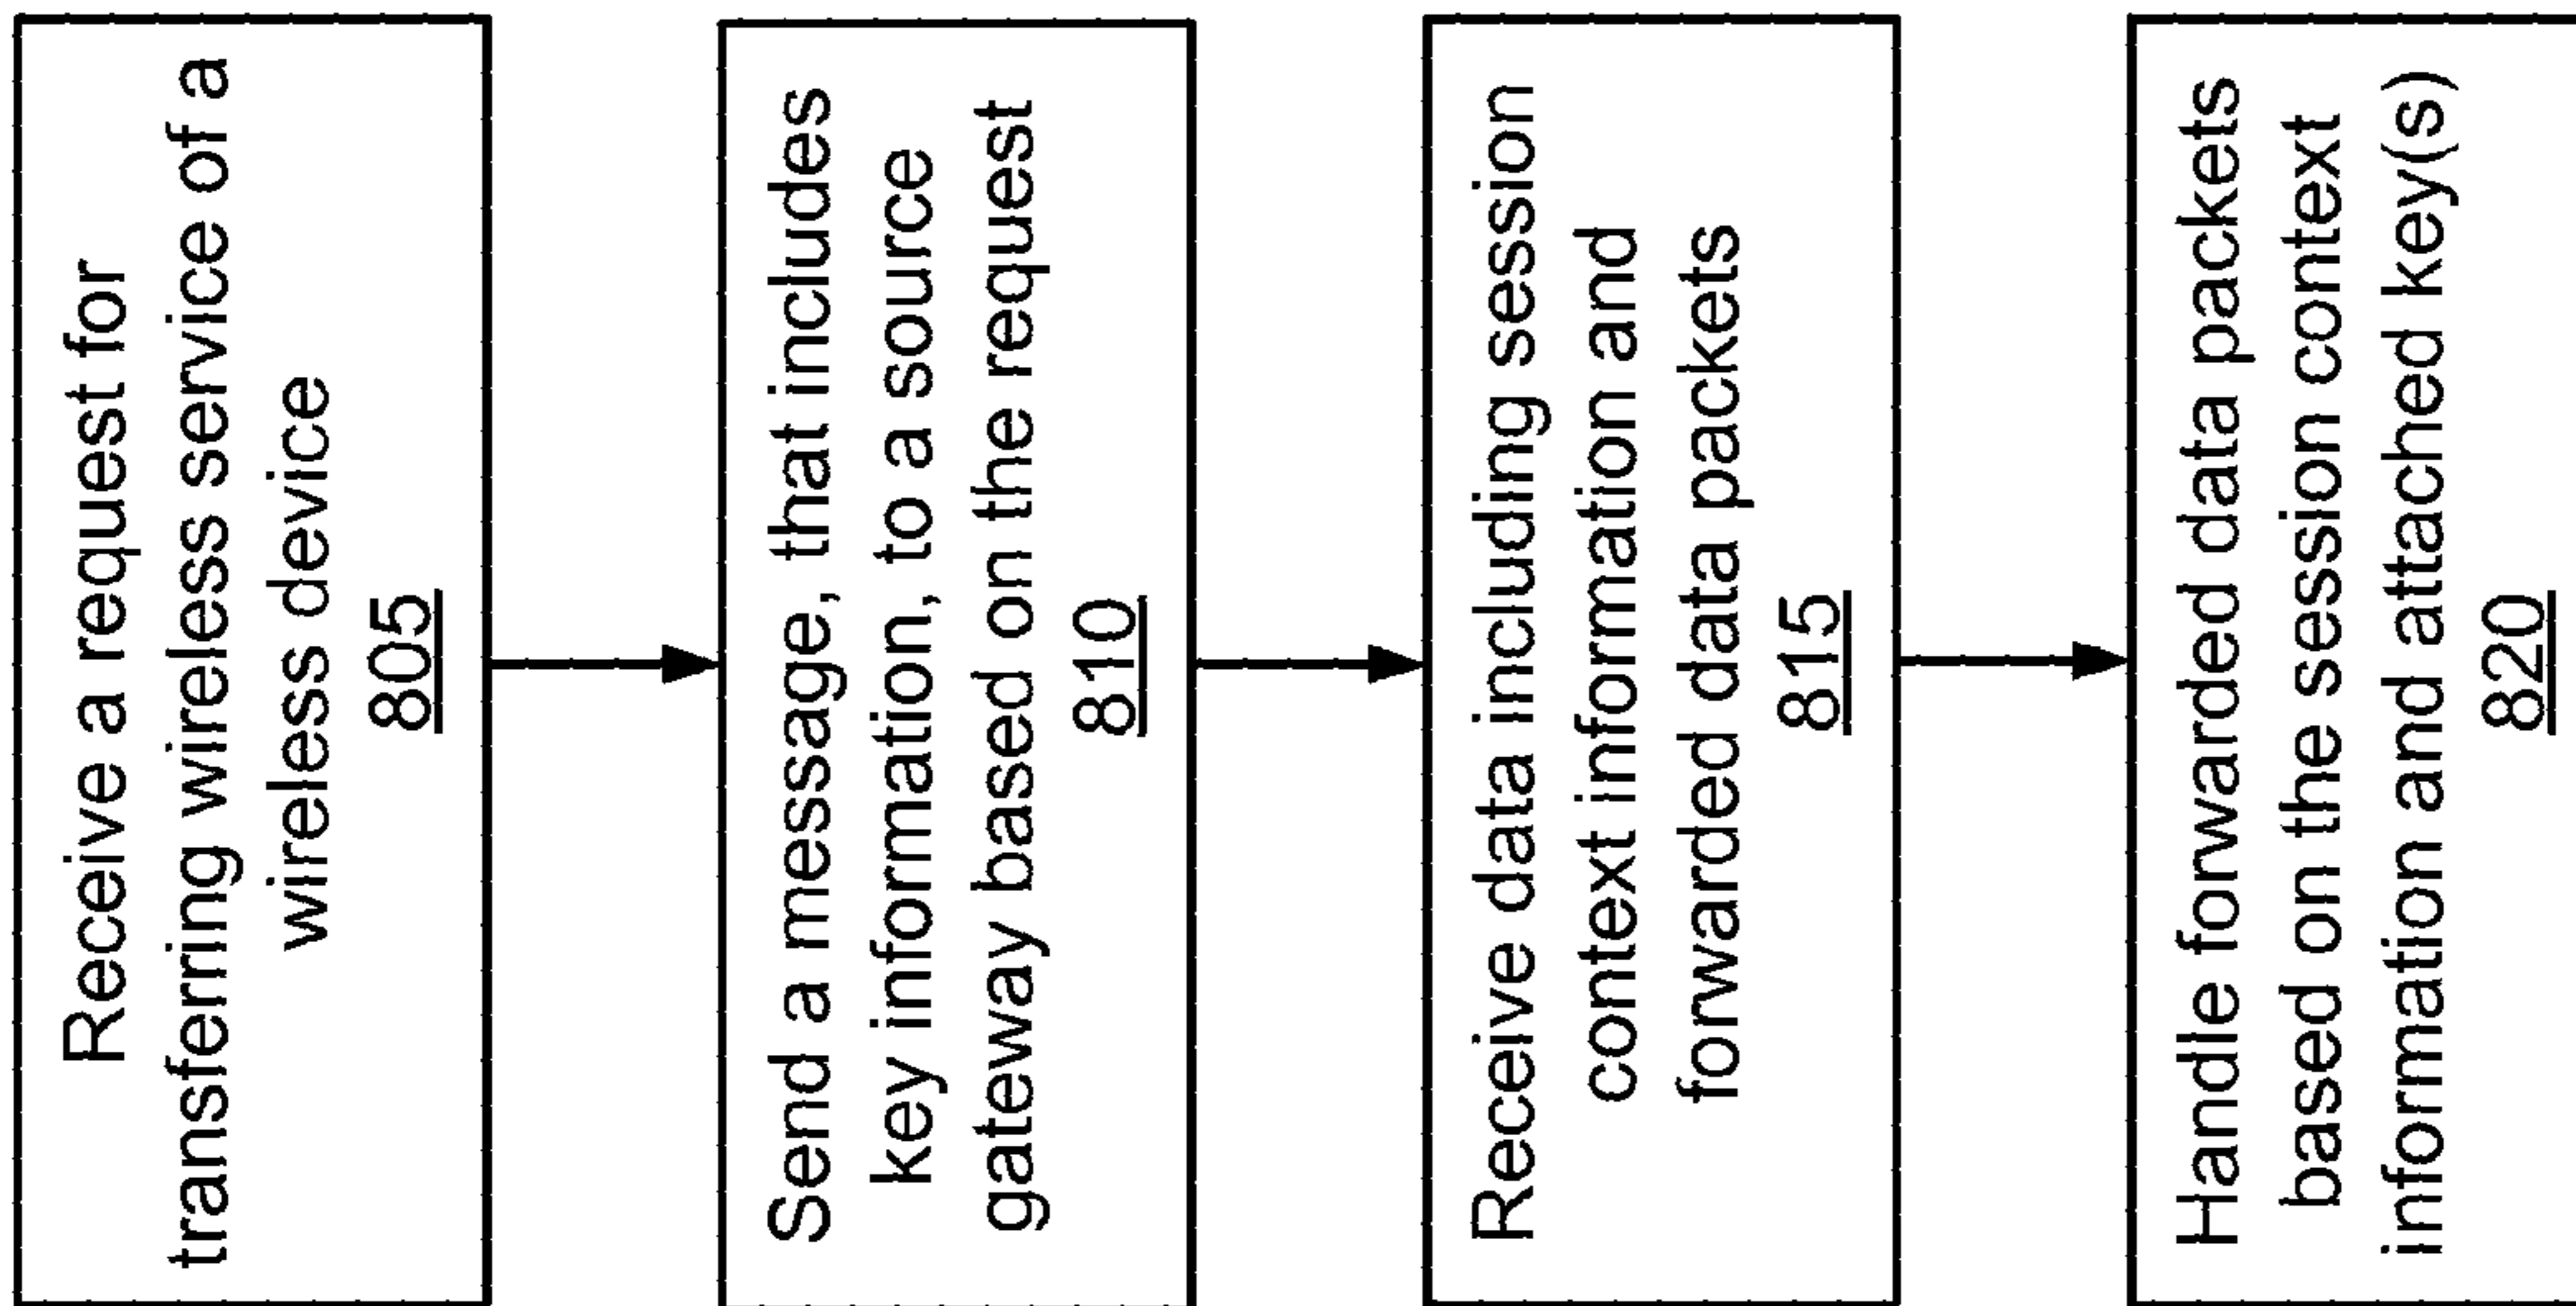 Receive a request for
transferring wireless service of a
wireless device
805
Send a message, that includes
key information, to a source
gateway based on the request
810
Receive data including session
context information and
forwarded data packets
815
Handle forwarded data packets
based on the session context
information and attached key(s)
820